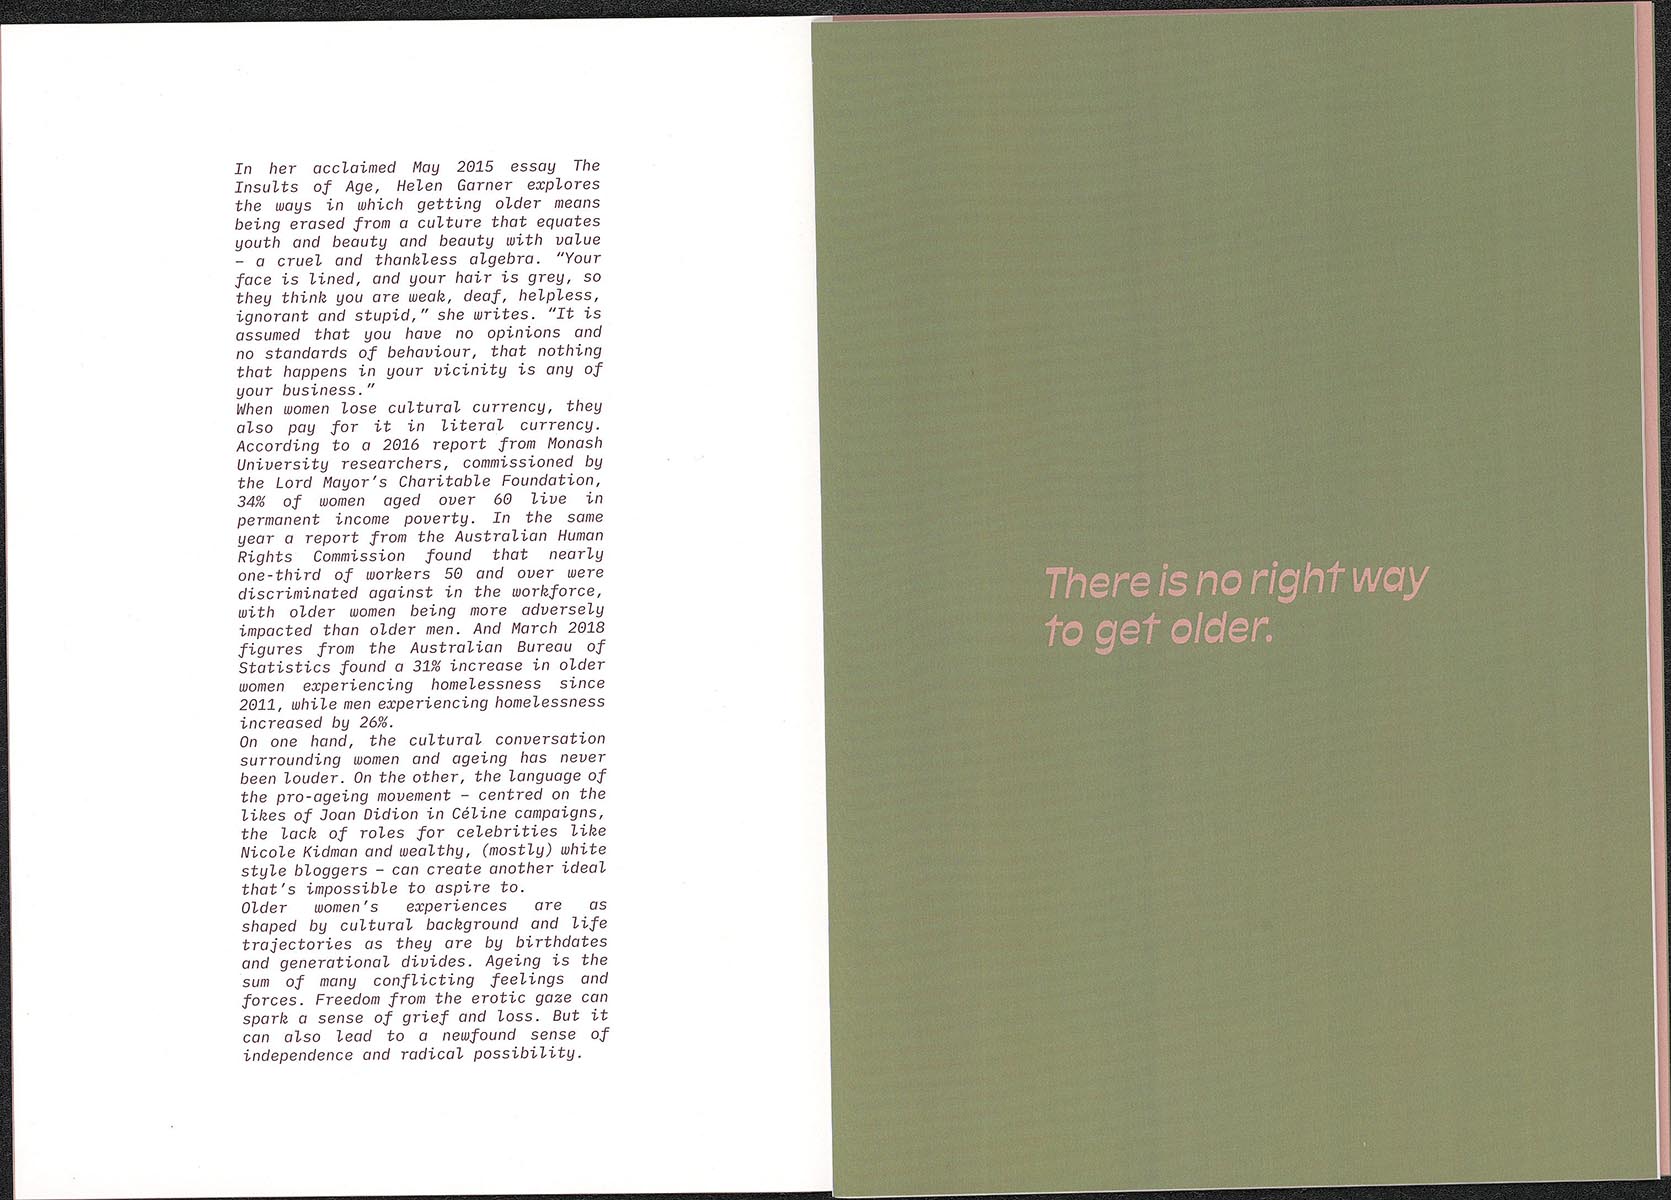 In her acclaimed May 2015 essay The
Insults of Age, Helen Garner explores
the ways in which getting older means
being erased from a culture that equates
youth and beauty and beauty with value
– a cruel and thankless algebra. “Your
face is lined, and your hair is grey, so
they think you are weak, deaf, helpless,
ignorant and stupid,” she writes. “It is
assumed that you have no opinions and
no standards of behaviour, that nothing
that happens in your vicinity is any of
your business.”
When women lose cultural currency, they
also pay for it in literal currency.
According to a 2016 report from Monash
University researchers, commissioned by
the Lord Mayor’s Charitable Foundation,
34% of women aged over 60 live in
permanent income poverty. In the same
year a report from the Australian Human
Rights Commission found that nearly
one-third of workers 50 and over were
discriminated against in the workforce,
with older women being more adversely
impacted than older men. And March 2018
figures from the Australian Bureau of
Statistics found a 31% increase in older
women experiencing homelessness since
2011, while men experiencing homelessness
increased by 26%.
On one hand, the cultural conversation
surrounding women and ageing has never
been louder. On the other, the language of
the pro-ageing movement – centred on the
likes of Joan Didion in Céline campaigns,
the lack of roles for celebrities like
Nicole Kidman and wealthy, (mostly) white
style bloggers – can create another ideal
that’s impossible to aspire to.
Older women’s experiences are as
shaped by cultural background and life
trajectories as they are by birthdates
and generational divides. Ageing is the
sum of many conflicting feelings and
forces. Freedom from the erotic gaze can
spark a sense of grief and loss. But it
can also lead to a newfound sense of
independence and radical possibility.
There is no right way
to get older.